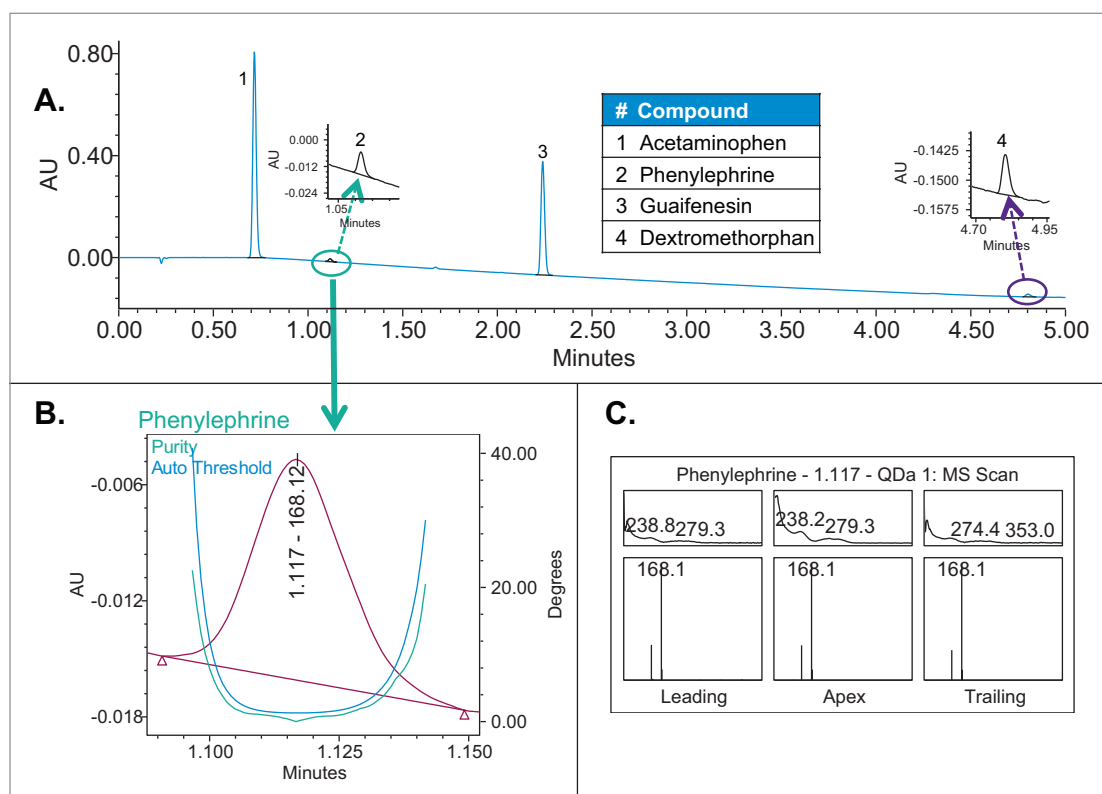 A.
0.80
0.40
0.00
AU
1
2
3
4
0.000
-0.012
-0.024
AU
1.05
Minutes
# Compound
1 Acetaminophen
2 Phenylephrine
3 Guaifenesin
4 Dextromethorphan
-0.1425
-0.1500
-0.1575
AU
4.70 4.95
Minutes
0.00 0.50 1.00 1.50 2.00 2.50 3.00 3.50 4.00 4.50 5.00
Minutes
B.
Phenylephrine
Purity
Auto Threshold
1.117 - 168.12
-0.006
-0.012
-0.018
AU
40.00
20.00
0.00
Degrees
1.100 1.125 1.150
Minutes
C.
Phenylephrine - 1.117 - QDa 1: MS Scan
238.8 279.3
238.2 279.3
274.4 353.0
168.1
168.1
168.1
Leading
Apex
Trailing